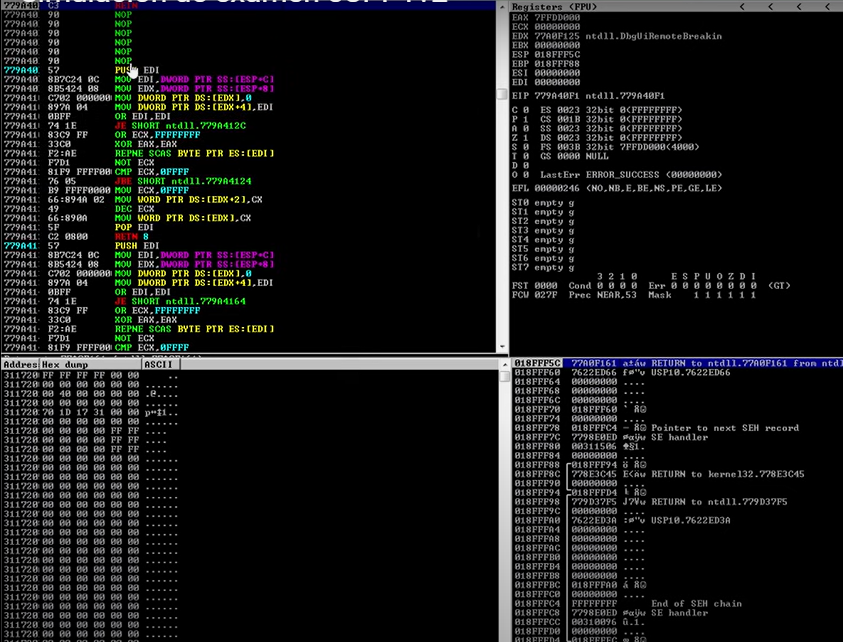 779A40 C3 RETN
779A40 90 NOP
779A40 90 NOP
779A40 90 NOP
779A40 90 NOP
779A40 90 NOP
779A40 57 PUSH EDI
779A40 8B7C24 0C MOV EDI,DWORD PTR SS:[ESP+C]
779A40 8B5424 08 MOV EDX,DWORD PTR SS:[ESP+8]
779A41 C702 000000 MOV DWORD PTR DS:[EDX],0
779A41 897A 04 MOV DWORD PTR DS:[EDX+4],EDI
779A41 0BFF OR EDI,EDI
779A41 74 1E JE SHORT ntdll.779A412C
779A41 83C9 FF OR ECX,FFFFFFFF
779A41 33C0 XOR EAX,EAX
779A41 F2:AE REPNE SCAS BYTE PTR ES:[EDI]
779A41 F7D1 NOT ECX
779A41 81F9 FFFF00 CMP ECX,0FFFF
779A41 76 05 JBE SHORT ntdll.779A4124
779A41 B9 FFFF0000 MOV ECX,0FFFF
779A41 66:894A 02 MOV WORD PTR DS:[EDX+2],CX
779A41 49 DEC ECX
779A41 66:890A MOV WORD PTR DS:[EDX],CX
779A41 5F POP EDI
779A41 C2 0800 RETN 8
779A41 57 PUSH EDI
779A41 8B7C24 0C MOV EDI,DWORD PTR SS:[ESP+C]
779A41 8B5424 08 MOV EDX,DWORD PTR SS:[ESP+8]
779A41 C702 000000 MOV DWORD PTR DS:[EDX],0
779A41 897A 04 MOV DWORD PTR DS:[EDX+4],EDI
779A41 0BFF OR EDI,EDI
779A41 74 1E JE SHORT ntdll.779A4164
779A41 83C9 FF OR ECX,FFFFFFFF
779A41 33C0 XOR EAX,EAX
779A41 F2:AE REPNE SCAS BYTE PTR ES:[EDI]
779A41 F7D1 NOT ECX
779A41 81F9 FFFF00 CMP ECX,0FFFF
Registers (FPU) < < < <
EAX 7FFDD000
ECX 00000000
EDX 77A0F125 ntdll.DbgUiRemoteBreakin
EBX 00000000
ESP 018FFF5C
EBP 018FFF88
ESI 00000000
EDI 00000000
EIP 779A40F1 ntdll.779A40F1
C 0 ES 0023 32bit 0(FFFFFFFF)
P 1 CS 001B 32bit 0(FFFFFFFF)
A 0 SS 0023 32bit 0(FFFFFFFF)
Z 1 DS 0023 32bit 0(FFFFFFFF)
S 0 FS 003B 32bit 7FFDD000(4000)
T 0 GS 0000 NULL
D 0
O 0 LastErr ERROR_SUCCESS (00000000)
EFL 00000246 (NO,NB,E,BE,NS,PE,GE,LE)
ST0 empty g
ST1 empty g
ST2 empty g
ST3 empty g
ST4 empty g
ST5 empty g
ST6 empty g
ST7 empty g
3 2 1 0 E S P U O Z D I
FST 0000 Cond 0 0 0 0 Err 0 0 0 0 0 0 0 0 (GT)
FCW 027F Prec NEAR,53 Mask 1 1 1 1 1 1
Addres Hex dump ASCII
311720 FF FF FF FF 00 00
311720 00 00 00 00 00 00 ......
311720 00 40 00 00 00 00 .@....
311720 00 00 00 00 00 00 ......
311720 70 1D 17 31 00 00
311720 00 00 00 00 00 00 ......
311720 00 00 00 00 FF FF
311720 00 00 00 00 FF FF
311720 00 00 00 00 00 00 ......
018FFF5C 77A0F161 RETURN to ntdll.77A0F161 from ntdl
018FFF60 7622ED66 USP10.7622ED66
018FFF64 00000000 ....
018FFF68 00000000 ....
018FFF6C 00000000 ....
018FFF70 018FFF60
018FFF74 00000000 ....
018FFF78 018FFFC4 Pointer to next SEH record
018FFF7C 7798E0ED SE handler
018FFF80 00311506
018FFF84 00000000 ....
018FFF88 018FFF94
018FFF8C 778E3C45 RETURN to kernel32.778E3C45
018FFF90 00000000 ....
018FFF94 018FFFD4
018FFF98 779D37F5 RETURN to ntdll.779D37F5
018FFF9C 00000000 ....
018FFFA0 7622ED3A USP10.7622ED3A
018FFFA4 00000000 ....
018FFFA8 00000000 ....
018FFFAC 00000000 ....
018FFFB0 00000000 ....
018FFFB4 00000000 ....
018FFFB8 00000000 ....
018FFFBC 018FFFA0
018FFFC0 00000000 ....
018FFFC4 FFFFFFFF End of SEH chain
018FFFC8 7798E0ED SE handler
018FFFCC 00310096
018FFFD0 00000000 ....